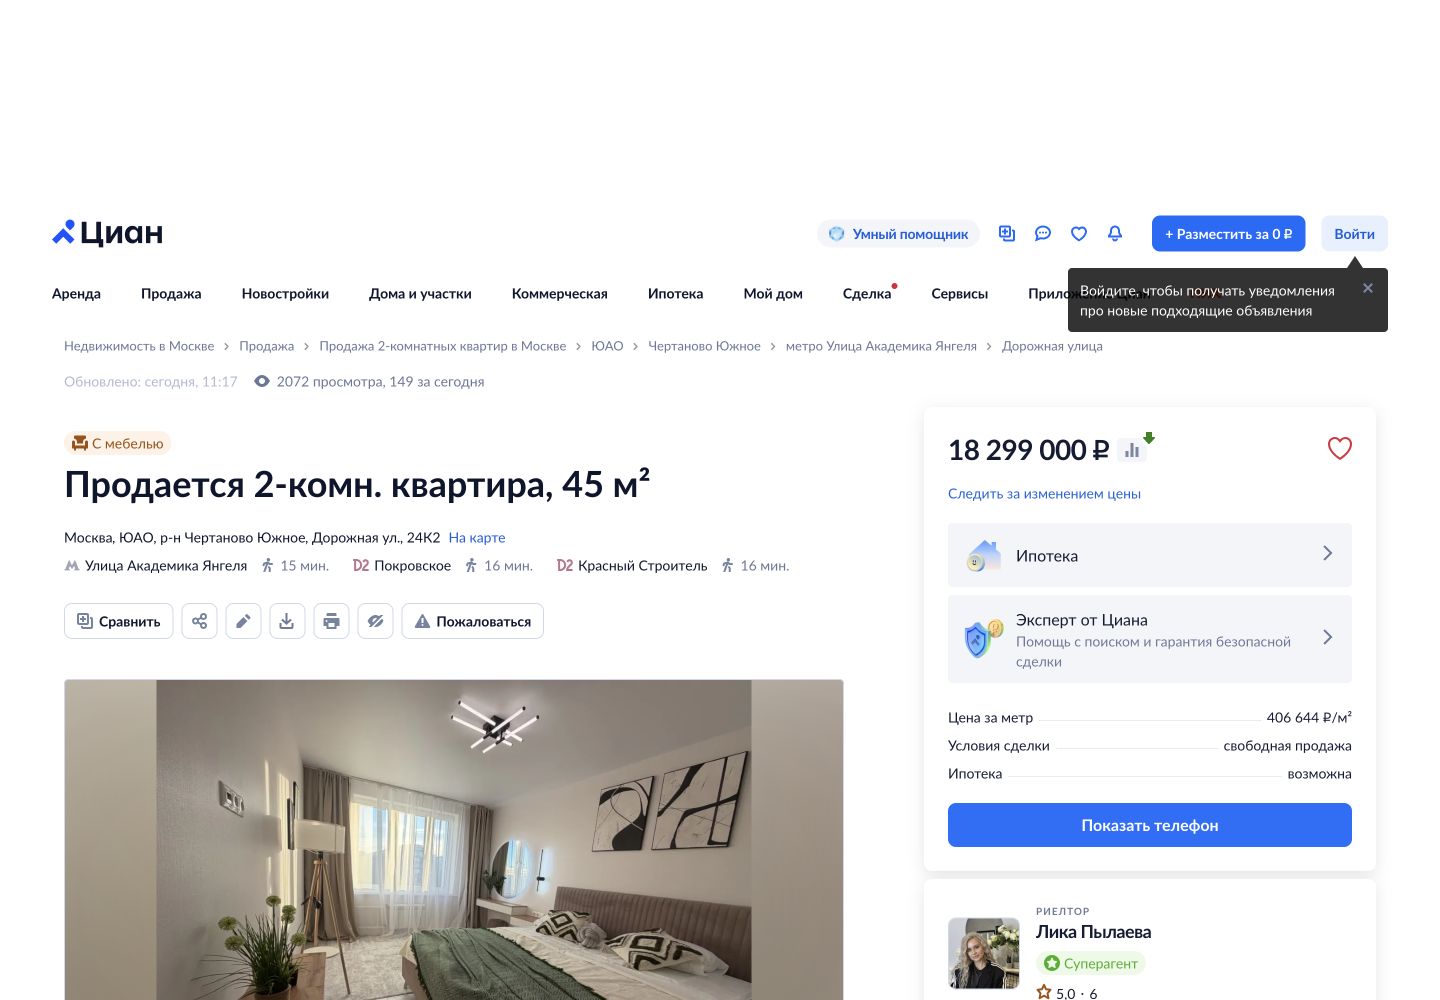 Циан
Умный помощник
+ Разместить за 0 ₽
Войти
Аренда
Продажа
Новостройки
Дома и участки
Коммерческая
Ипотека
Мой дом
Сделка
Сервисы
Войдите, чтобы получать уведомления
про новые подходящие объявления
Недвижимость в Москве > Продажа > Продажа 2-комнатных квартир в Москве > ЮАО > Чертаново Южное > метро Улица Академика Янгеля > Дорожная улица
Обновлено: сегодня, 11:17 2072 просмотра, 149 за сегодня
С мебелью
Продается 2-комн. квартира, 45 м²
Москва, ЮАО, р-н Чертаново Южное, Дорожная ул., 24К2 На карте
Улица Академика Янгеля 15 мин. D2 Покровское 16 мин. D2 Красный Строитель 16 мин.
Сравнить
Пожаловаться
18 299 000 ₽
Следить за изменением цены
Ипотека
Эксперт от Циана
Помощь с поиском и гарантия безопасной
сделки
Цена за метр 406 644 ₽/м²
Условия сделки свободная продажа
Ипотека возможна
Показать телефон
РИЕЛТОР
Лика Пылаева
Суперагент
5,0 · 6